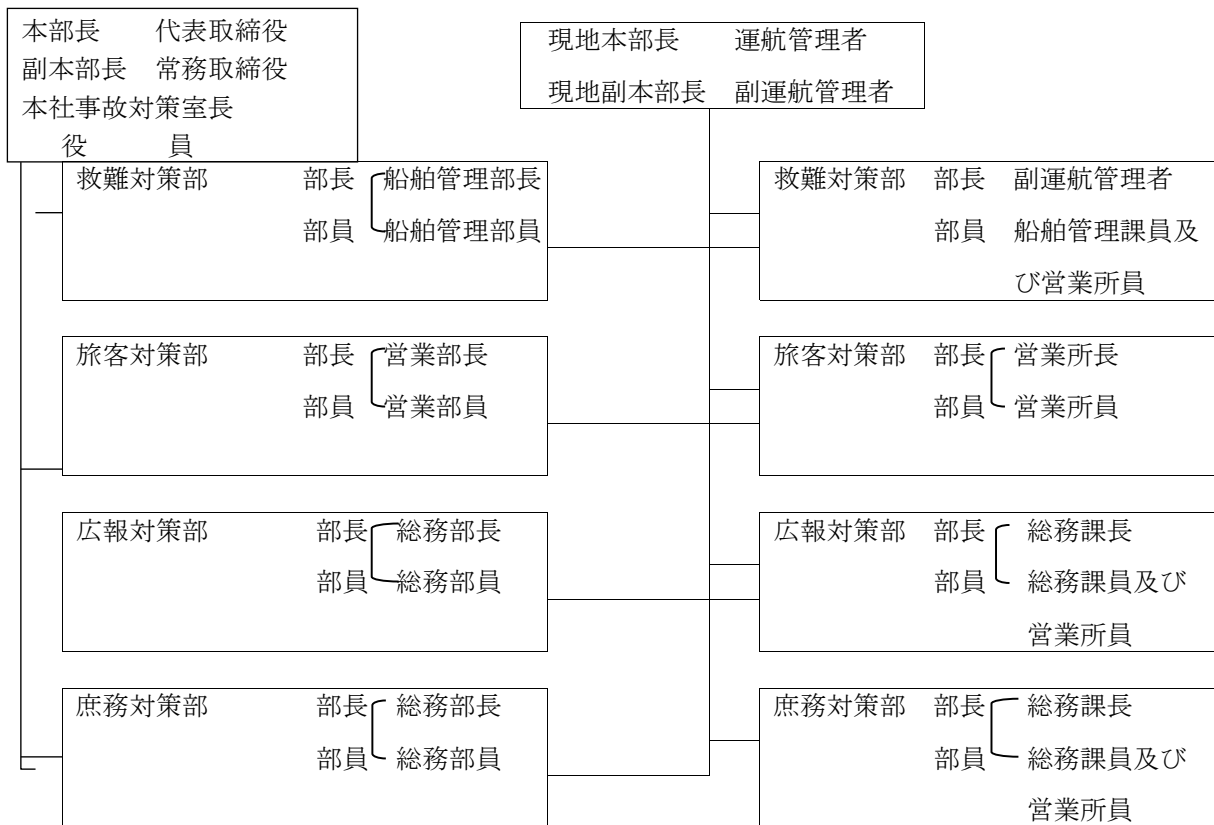 本部長 代表取締役
副本部長 常務取締役
本社事故対策室長
役 員
現地本部長 運航管理者
現地副本部長 副運航管理者
救難対策部 部長 船舶管理部長
部員 船舶管理部員
救難対策部 部長 副運航管理者
部員 船舶管理課員及
び営業所員
旅客対策部 部長 営業部長
部員 営業部員
旅客対策部 部長 営業所長
部員 営業所員
広報対策部 部長 総務部長
部員 総務部員
広報対策部 部長 総務課長
部員 総務課員及び
営業所員
庶務対策部 部長 総務部長
部員 総務部員
庶務対策部 部長 総務課長
部員 総務課員及び
営業所員